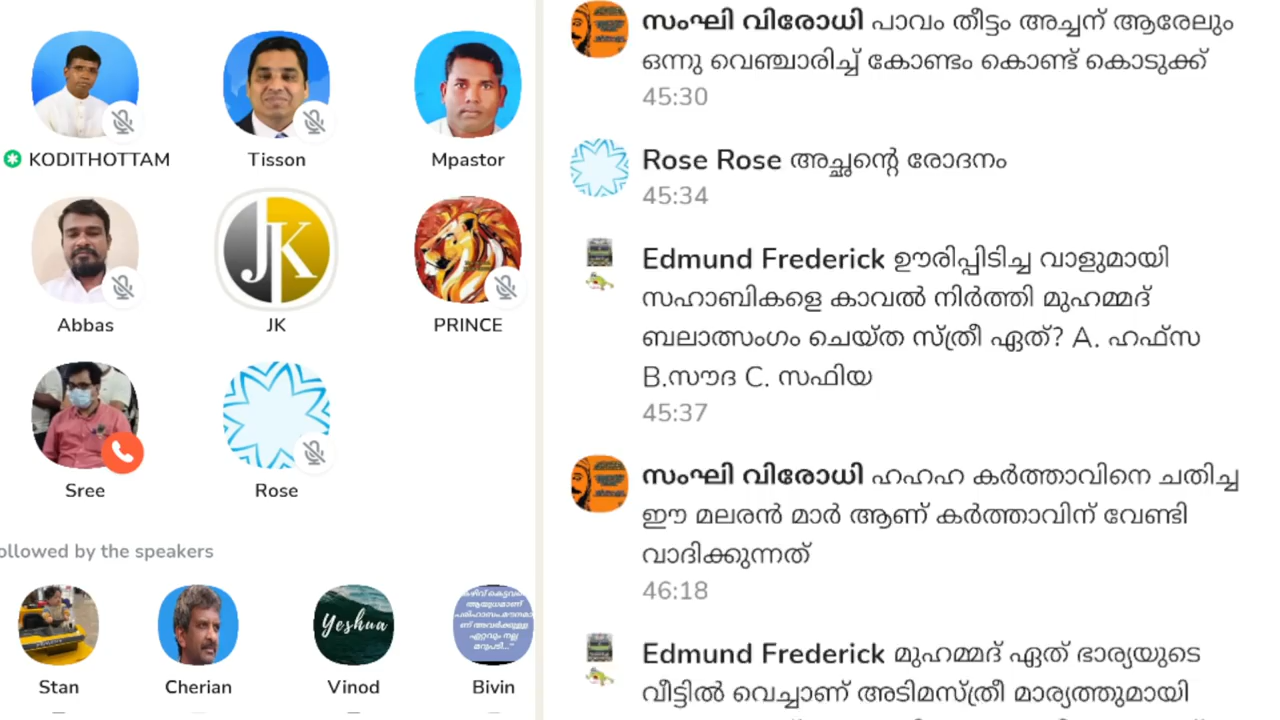 KODITHOTTAM
Tisson
Mpastor
JK
Abbas
JK
PRINCE
Sree
Rose
ollowed by the speakers
Yeshua
Stan
Cherian
Vinod
Bivin
സംഘി വിരോധി പാവം തീട്ടം അച്ചന് ആരേലും
ഒന്നു വെഞ്ചാരിച്ച് കോണ്ടം കൊണ്ട് കൊടുക്ക്
45:30
Rose Rose അച്ഛന്റെ രോദനം
45:34
Edmund Frederick ഊരിപ്പിടിച്ച വാളുമായി
സഹാബികളെ കാവൽ നിർത്തി മുഹമ്മദ്
ബലാത്സംഗം ചെയ്ത സ്ത്രീ ഏത്? A. ഹഫ്സ
B.സൗദ C. സഫിയ
45:37
സംഘി വിരോധി ഹഹഹ കർത്താവിനെ ചതിച്ച
ഈ മലരൻ മാർ ആണ് കർത്താവിന് വേണ്ടി
വാദിക്കുന്നത്
46:18
Edmund Frederick മുഹമ്മദ് ഏത് ഭാര്യയുടെ
വീട്ടിൽ വെച്ചാണ് അടിമസ്ത്രീ മാര്യത്തുമായി